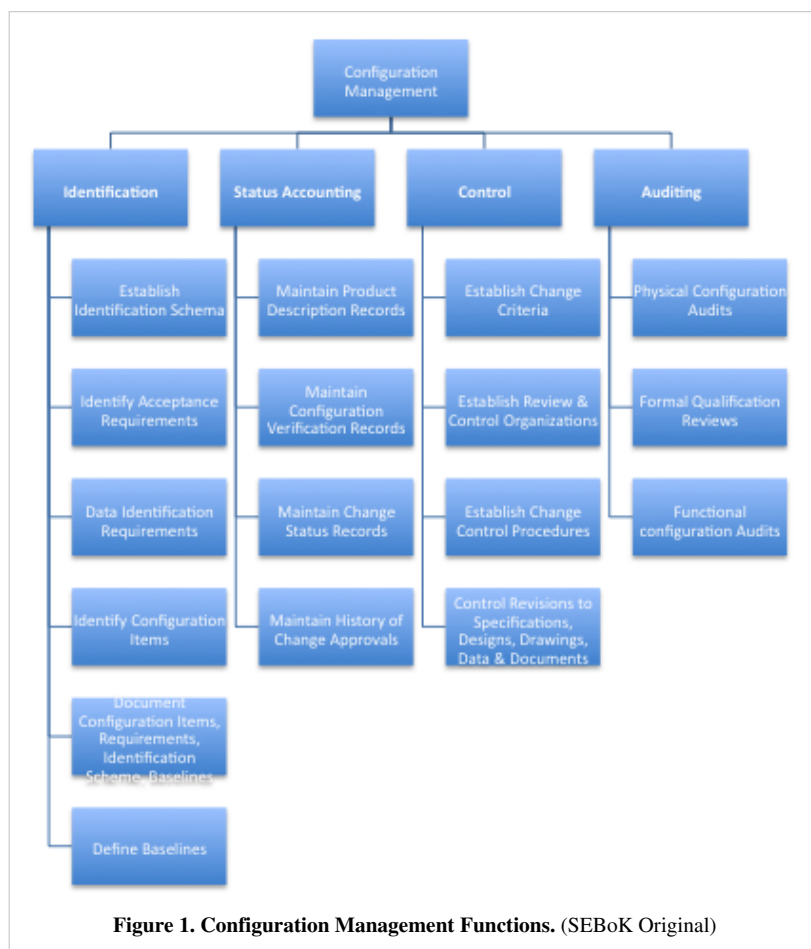 Configuration
Management
Identification
Status Accounting
Control
Auditing
Establish
Identification Schema
Maintain Product
Description Records
Establish Change
Criteria
Physical Configuration
Audits
Identify Acceptance
Requirements
Maintain
Configuration
Verification Records
Establish Review &
Control Organizations
Formal Qualification
Reviews
Data Identification
Requirements
Maintain Change
Status Records
Establish Change
Control Procedures
Functional
configuration Audits
Identify Configuration
Items
Maintain History of
Change Approvals
Control Revisions to
Specifications,
Designs, Drawings,
Data & Documents
Document
Configuration Items,
Requirements,
Identification
Scheme, Baselines
Define Baselines
Figure 1. Configuration Management Functions. (SEBoK Original)